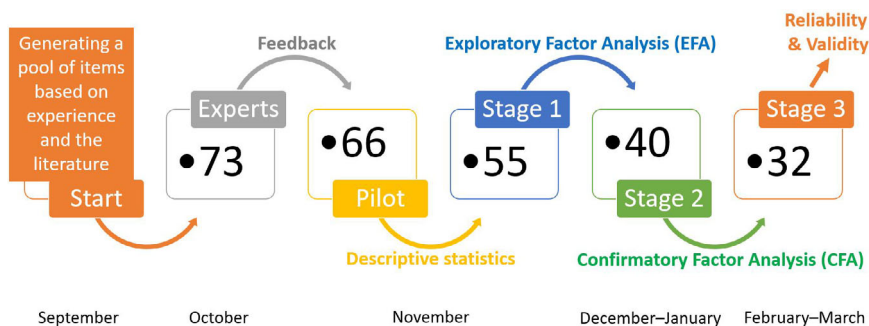 Generating a
pool of items
based on
experience
and the
literature
Start
Experts
•73
Feedback
•66
Pilot
Descriptive statistics
Stage 1
•55
Exploratory Factor Analysis (EFA)
•40
Stage 2
Confirmatory Factor Analysis (CFA)
Stage 3
•32
Reliability
& Validity
September
October
November
December–January
February–March